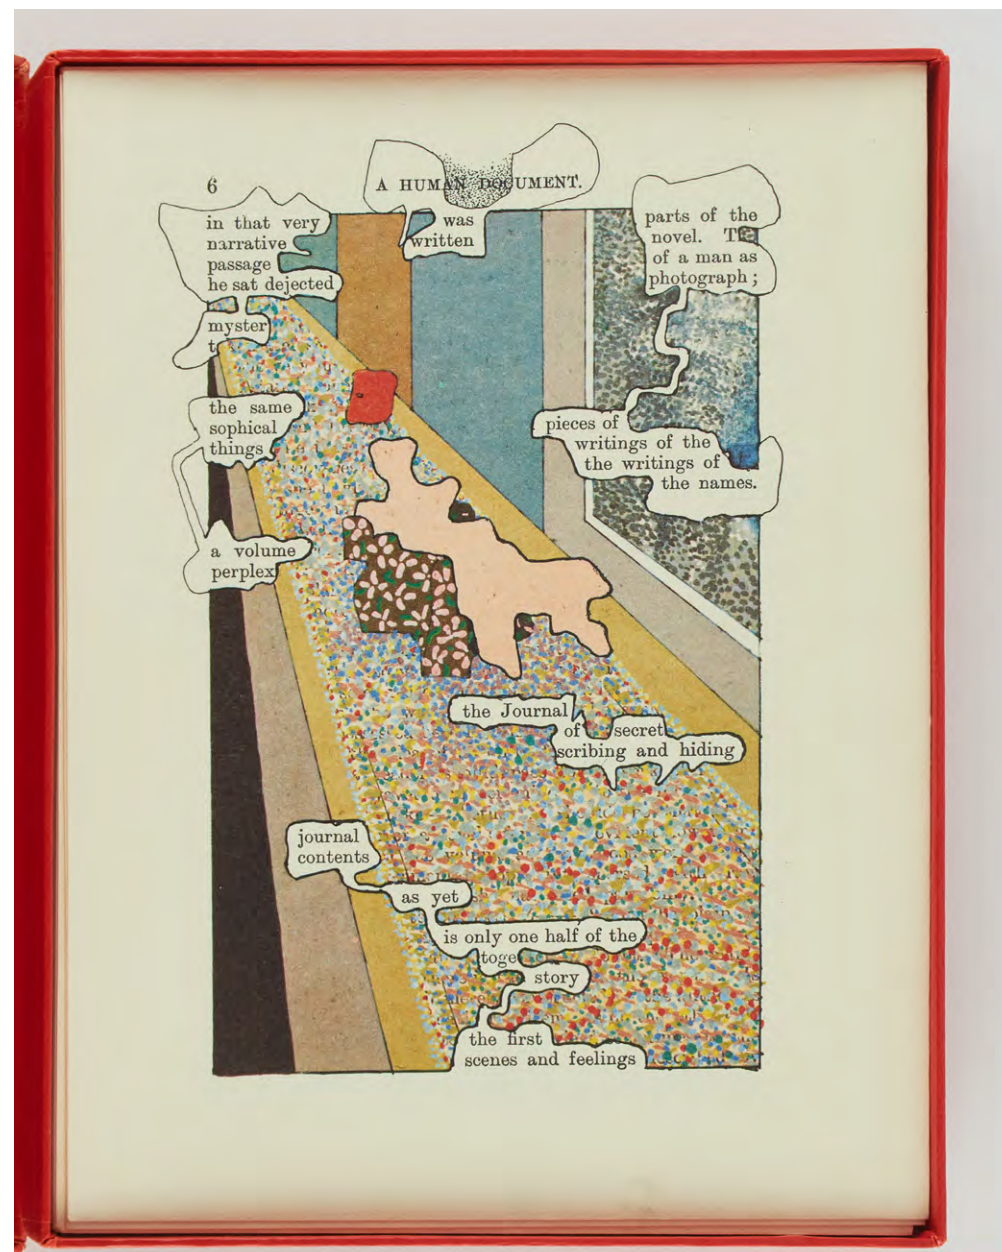 6
A HUMAN DOCUMENT.
in that very
narrative
passage
he sat dejected
myster
t
the same
sophical
things
a volume
perplex
was
written
parts of the
novel. Th
of a man as
photograph ;
pieces of
writings of the
the writings of
the names.
the Journal
of secret
scribing and hiding
journal
contents
as yet
is only one half of the
toge
story
the first
scenes and feelings